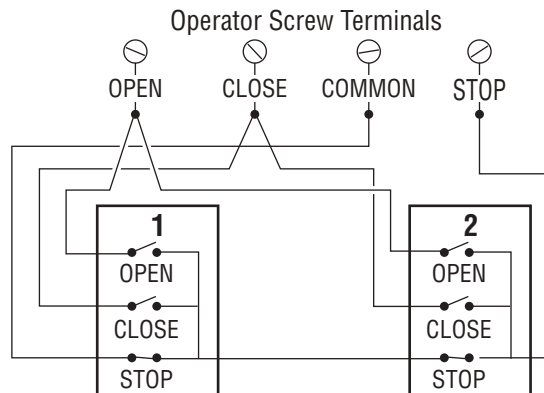 Operator Screw Terminals
OPEN CLOSE COMMON STOP
1 2
OPEN OPEN
CLOSE CLOSE
STOP STOP